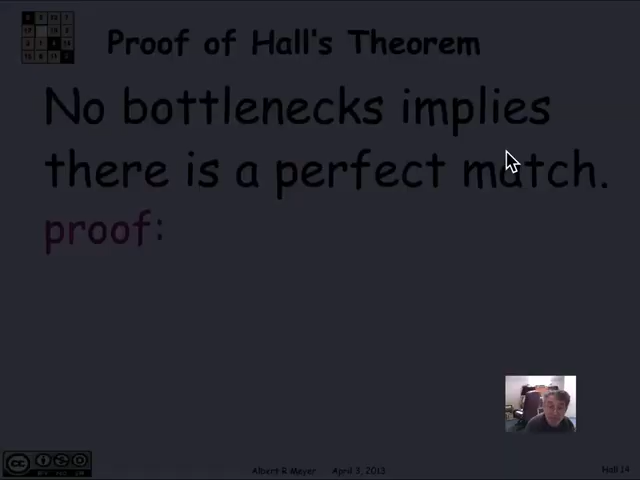 Proof of Hall's Theorem
No bottlenecks implies
there is a perfect match.
proof:
Albert R Meyer April 3, 2013
Hall 14